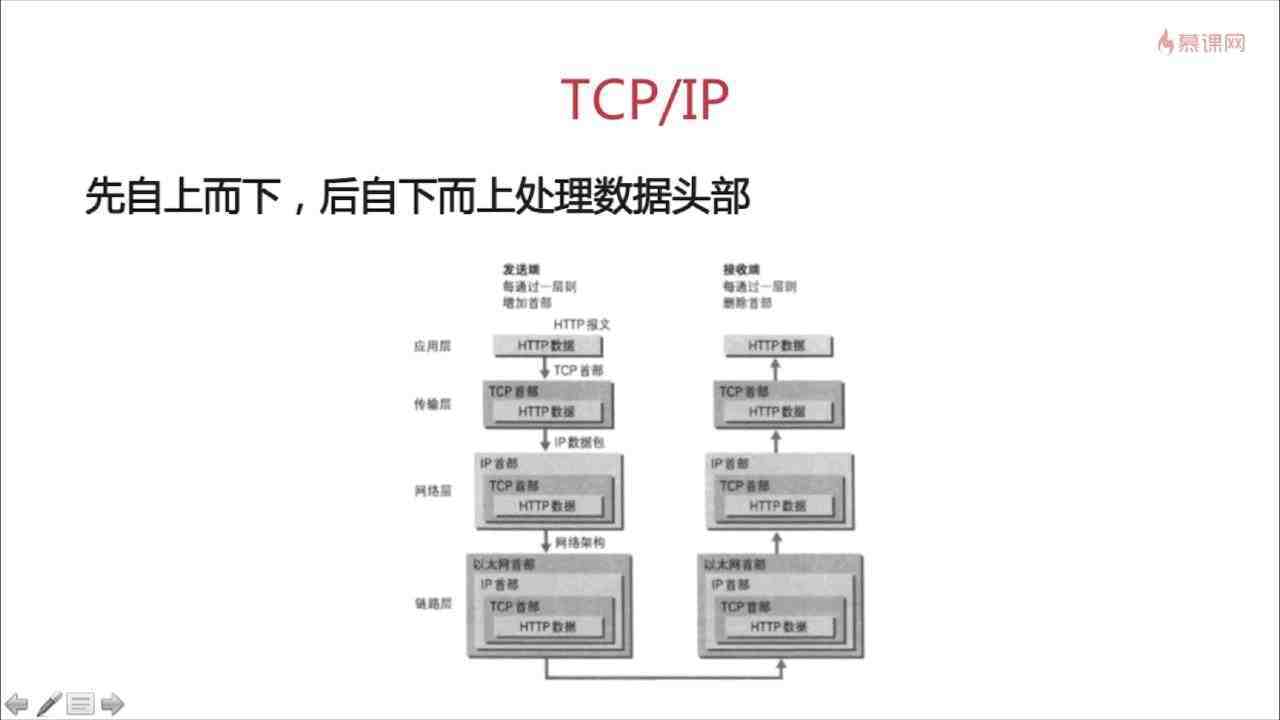 慕课网
TCP/IP
先自上而下，后自下而上处理数据头部
发送端
每通过一层则
增加首部
接收端
每通过一层则
删除首部
HTTP 报文
应用层
HTTP 数据
HTTP 数据
TCP 首部
传输层
TCP 首部
HTTP 数据
TCP 首部
HTTP 数据
IP 数据包
网络层
IP 首部
TCP 首部
HTTP 数据
IP 首部
TCP 首部
HTTP 数据
网络架构
链路层
以太网首部
IP 首部
TCP 首部
HTTP 数据
以太网首部
IP 首部
TCP 首部
HTTP 数据